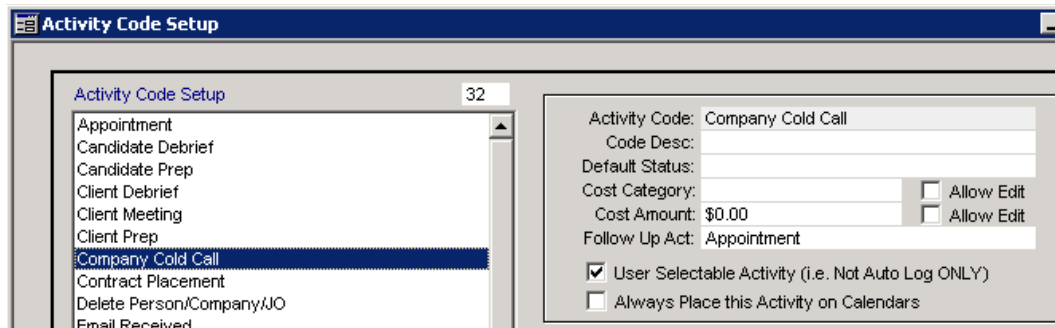 Activity Code Setup
Activity Code Setup 32
Appointment
Candidate Debrief
Candidate Prep
Client Debrief
Client Meeting
Client Prep
Company Cold Call
Contract Placement
Delete Person/Company/JO
Email Received
Activity Code: Company Cold Call
Code Desc:
Default Status:
Cost Category: Allow Edit
Cost Amount: $0.00 Allow Edit
Follow Up Act: Appointment
User Selectable Activity (i.e. Not Auto Log ONLY)
Always Place this Activity on Calendars